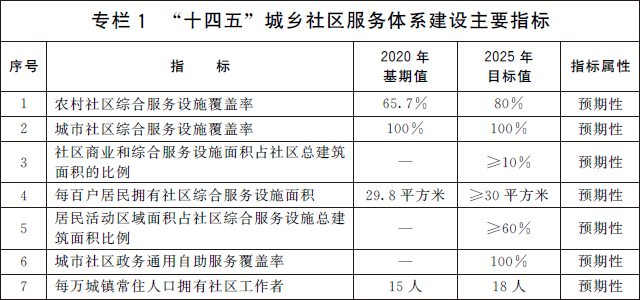 专栏 1 “十四五”城乡社区服务体系建设主要指标
序号 指 标 2020 年基期值 2025 年目标值 指标属性
1 农村社区综合服务设施覆盖率 65.7% 80% 预期性
2 城市社区综合服务设施覆盖率 100% 100% 预期性
3 社区商业和综合服务设施面积占社区总建筑面积的比例 — ≥10% 预期性
4 每百户居民拥有社区综合服务设施面积 29.8 平方米 ≥30 平方米 预期性
5 居民活动区域面积占社区综合服务设施总建筑面积比例 — ≥60% 预期性
6 城市社区政务通用自助服务覆盖率 — 100% 预期性
7 每万城镇常住人口拥有社区工作者 15 人 18 人 预期性